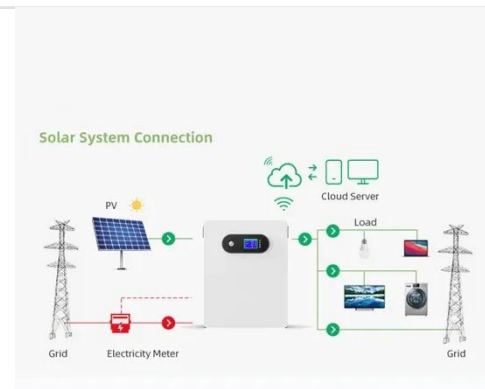 Solar System Connection
Cloud Server
PV
Load
Grid
Electricity Meter
Grid